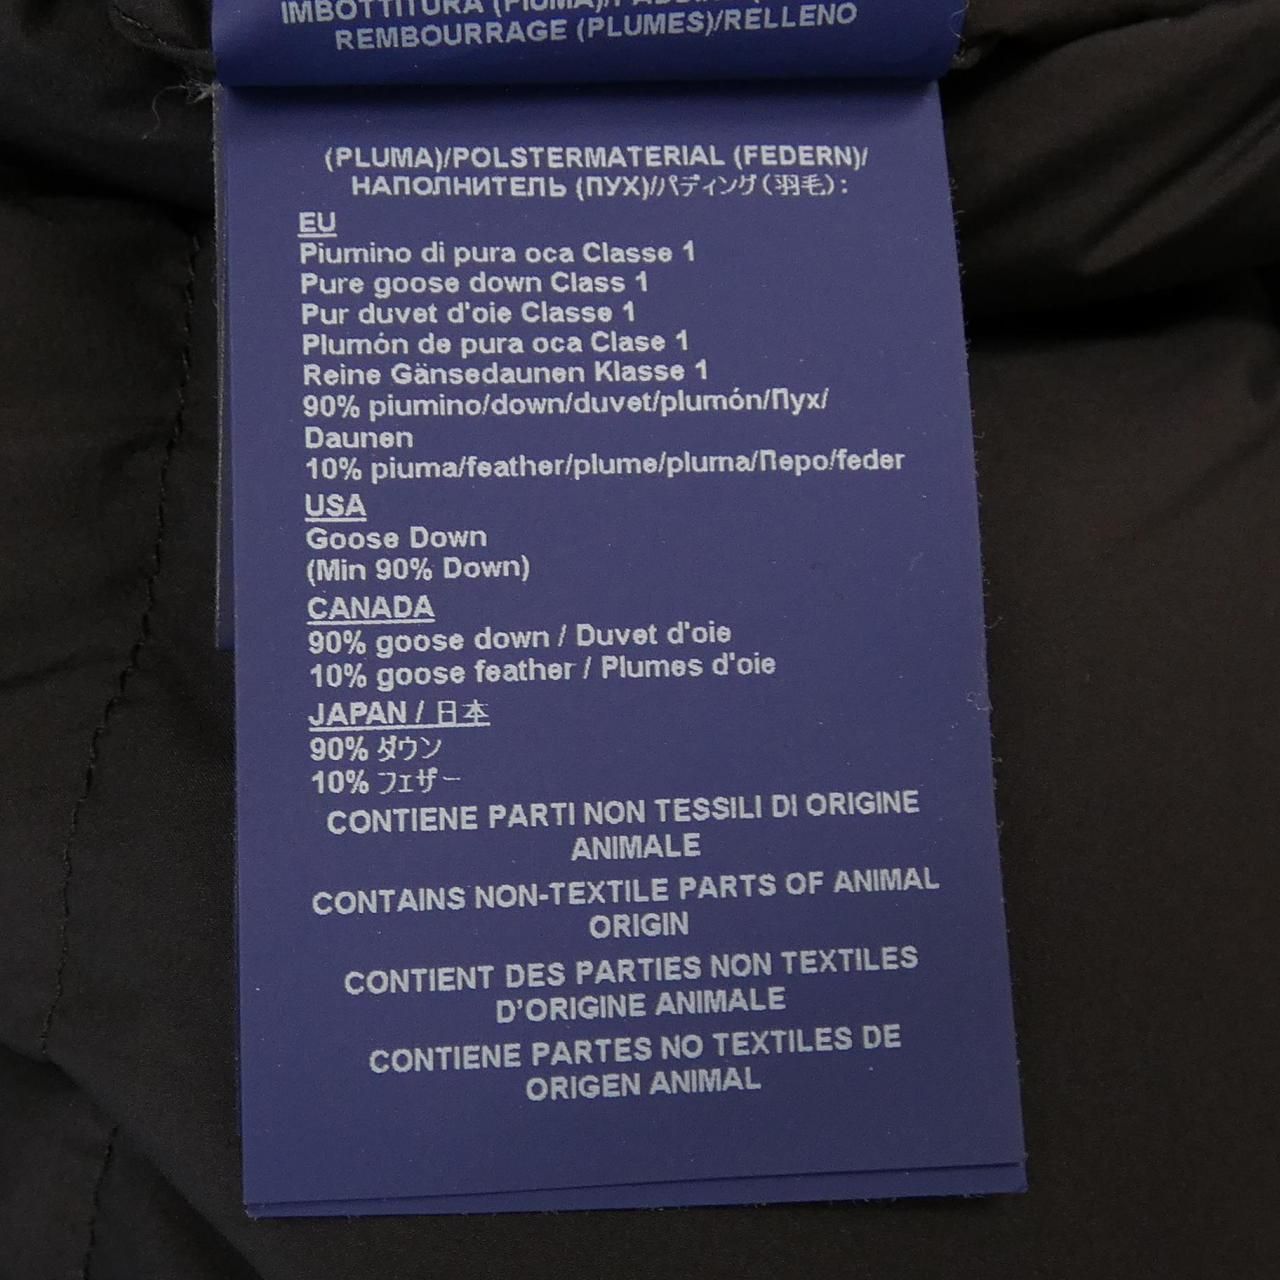 IMBOTTITURA (PIUMA)/PADDING
REMBOURRAGE (PLUMES)/RELLENO
(PLUMA)/POLSTERMATERIAL (FEDERN)/
НАПОЛНИТЕЛЬ (ПУХ)/パディング(羽毛):
EU
Piumino di pura oca Classe 1
Pure goose down Class 1
Pur duvet d'oie Classe 1
Plumón de pura oca Clase 1
Reine Gänsedaunen Klasse 1
90% piumino/down/duvet/plumón/Пух/
Daunen
10% piuma/feather/plume/pluma/Перо/feder
USA
Goose Down
(Min 90% Down)
CANADA
90% goose down / Duvet d'oie
10% goose feather / Plumes d'oie
JAPAN / 日本
90% ダウン
10% フェザー
CONTIENE PARTI NON TESSILI DI ORIGINE
ANIMALE
CONTAINS NON-TEXTILE PARTS OF ANIMAL
ORIGIN
CONTIENT DES PARTIES NON TEXTILES
D'ORIGINE ANIMALE
CONTIENE PARTES NO TEXTILES DE
ORIGEN ANIMAL